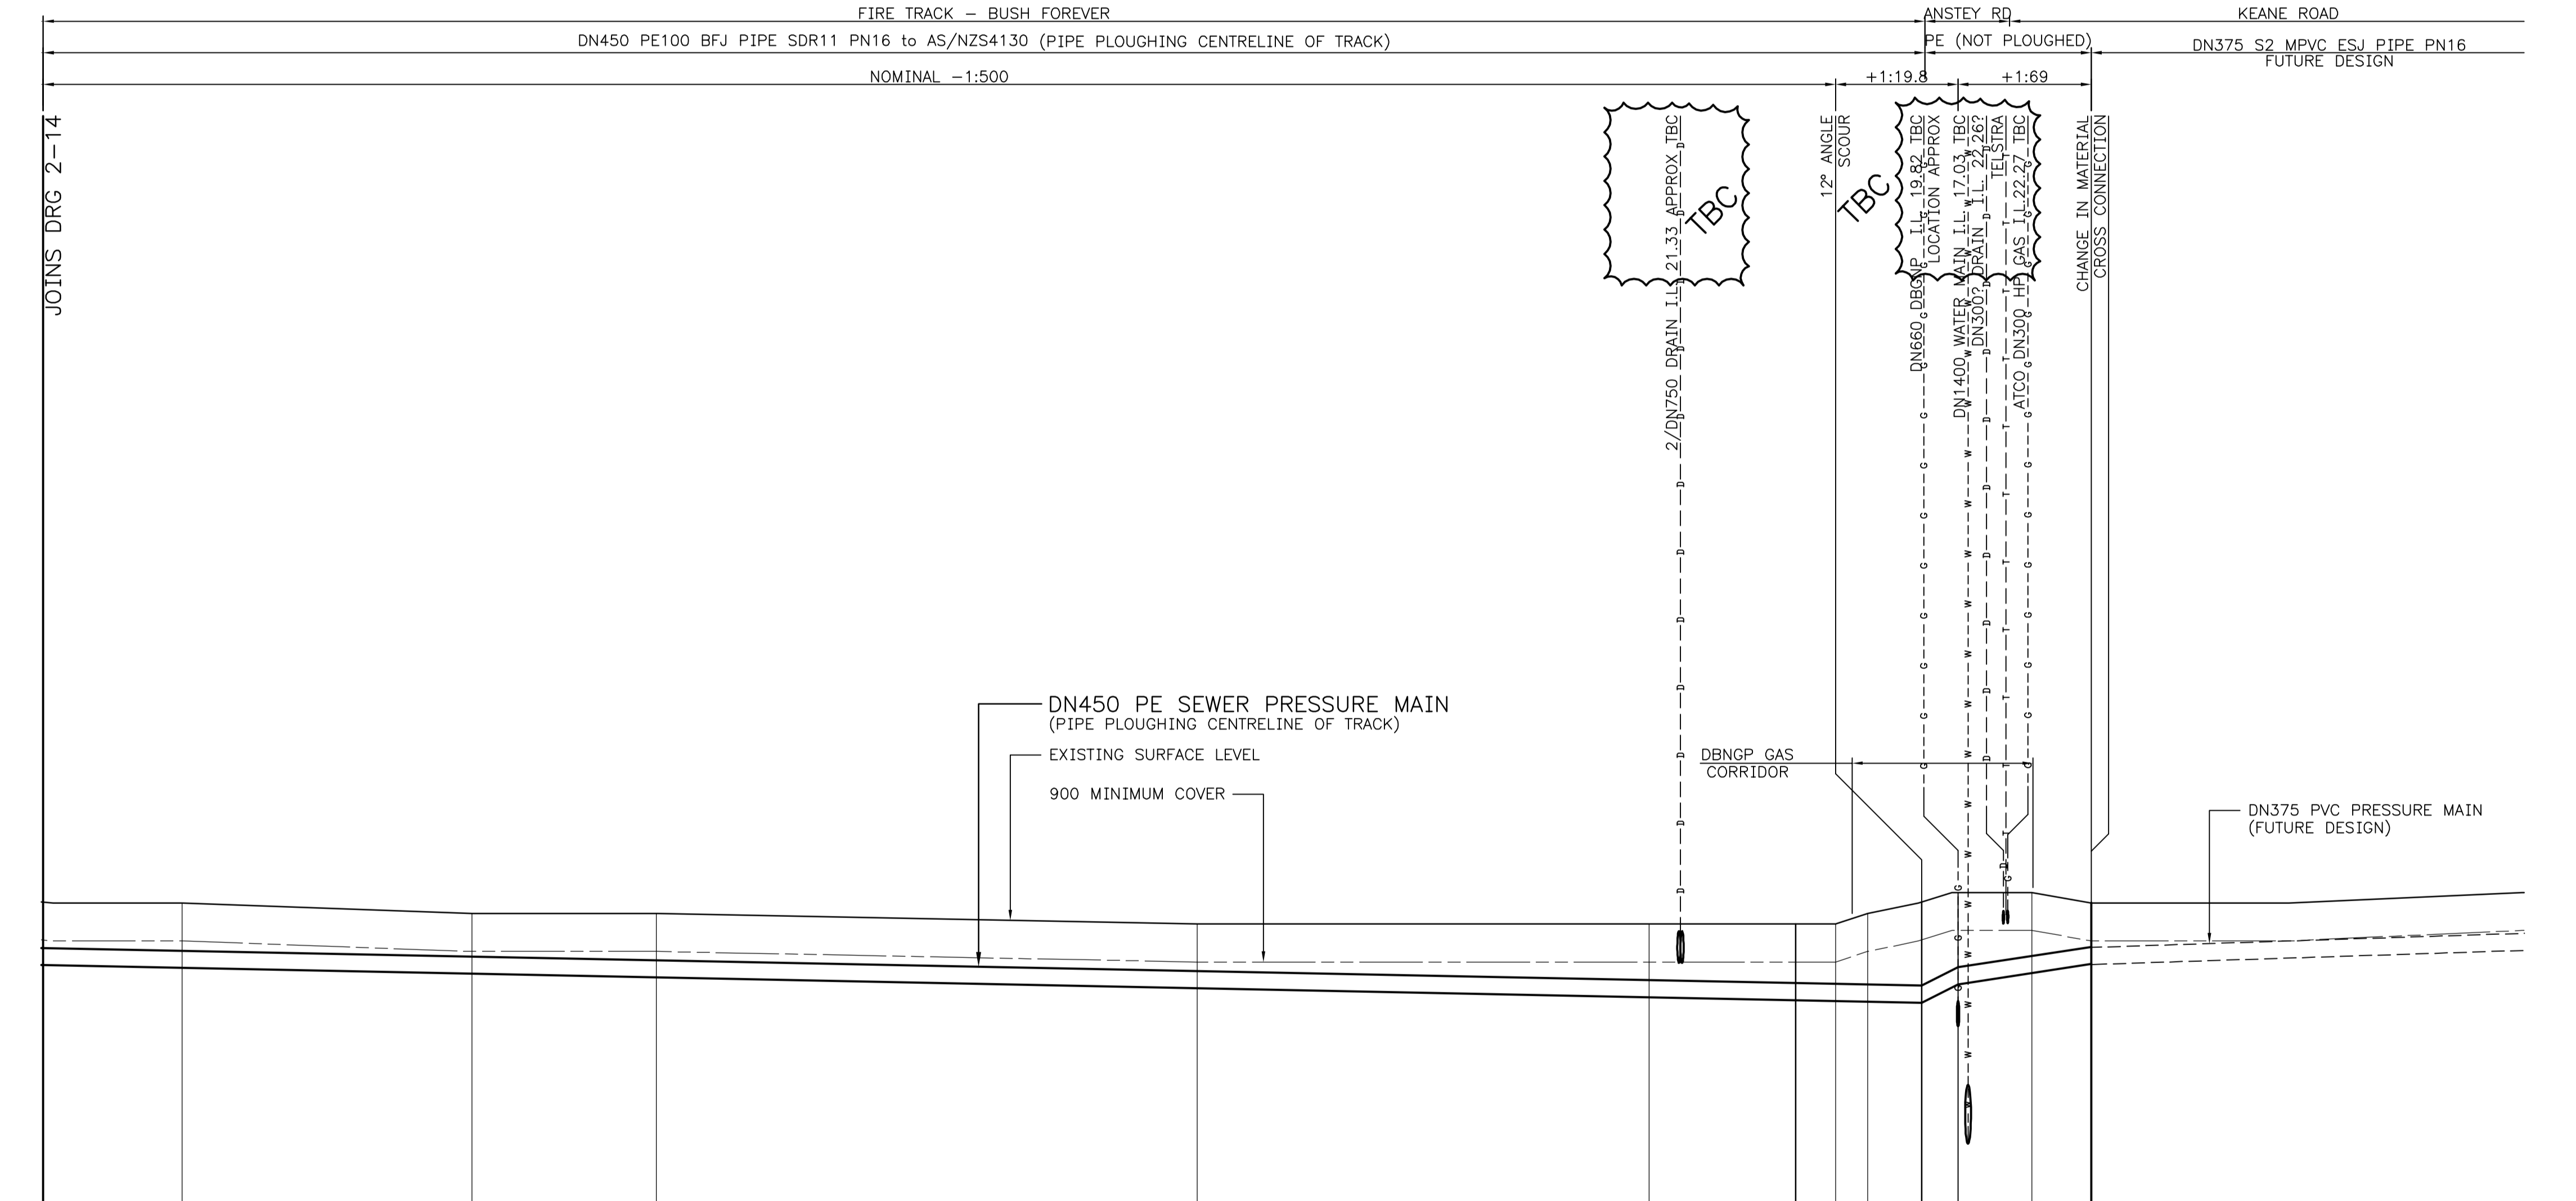 FIRE TRACK – BUSH FOREVER
ANSTEY RD
KEANE ROAD
DN450 PE100 BFJ PIPE SDR11 PN16 to AS/NZS4130 (PIPE PLOUGHING CENTRELINE OF TRACK)
PE (NOT PLOUGHED)
DN375 S2 MPVC ESJ PIPE PN16
FUTURE DESIGN
NOMINAL –1:500
+1:19.8
+1:69
JOINS DRG 2–14
2/DN750 DRAIN I.L. 21.33 APPROX TBC
TBC
12° ANGLE
SCOUR
TBC
DN660 DBGNP I.L. 19.82 TBC
LOCATION APPROX
DN1400 WATER MAIN I.L. 17.03 TBC
DN300? DRAIN I.L. 22.26?
TELSTRA
ATCO DN300 HP GAS I.L.22.27 TBC
CHANGE IN MATERIAL
CROSS CONNECTION
DN450 PE SEWER PRESSURE MAIN
(PIPE PLOUGHING CENTRELINE OF TRACK)
EXISTING SURFACE LEVEL
900 MINIMUM COVER
DBNGP GAS
CORRIDOR
DN375 PVC PRESSURE MAIN
(FUTURE DESIGN)